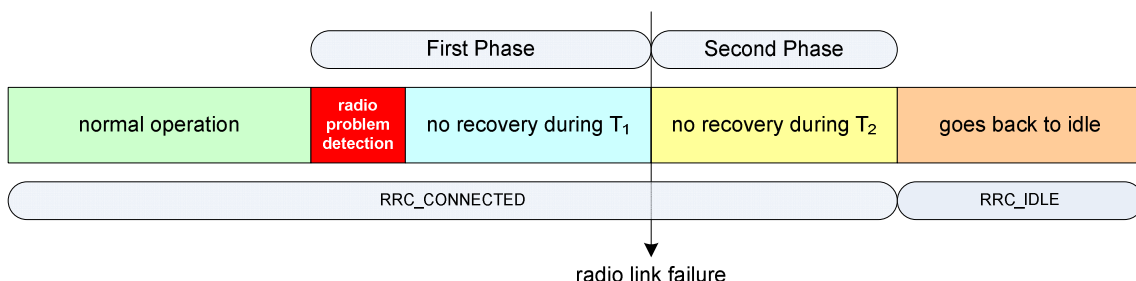 First Phase
Second Phase
normal operation
radio
problem
detection
no recovery during T₁
no recovery during T₂
goes back to idle
RRC_CONNECTED
RRC_IDLE
radio link failure